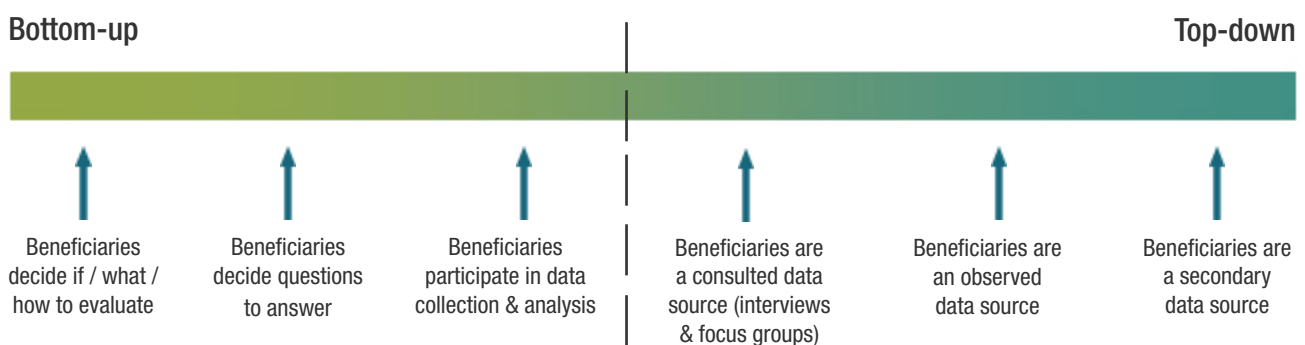 Bottom-up
Top-down
Beneficiaries
decide if / what /
how to evaluate
Beneficiaries
decide questions
to answer
Beneficiaries
participate in data
collection & analysis
Beneficiaries are
a consulted data
source (interviews
& focus groups)
Beneficiaries are
an observed
data source
Beneficiaries are
a secondary
data source